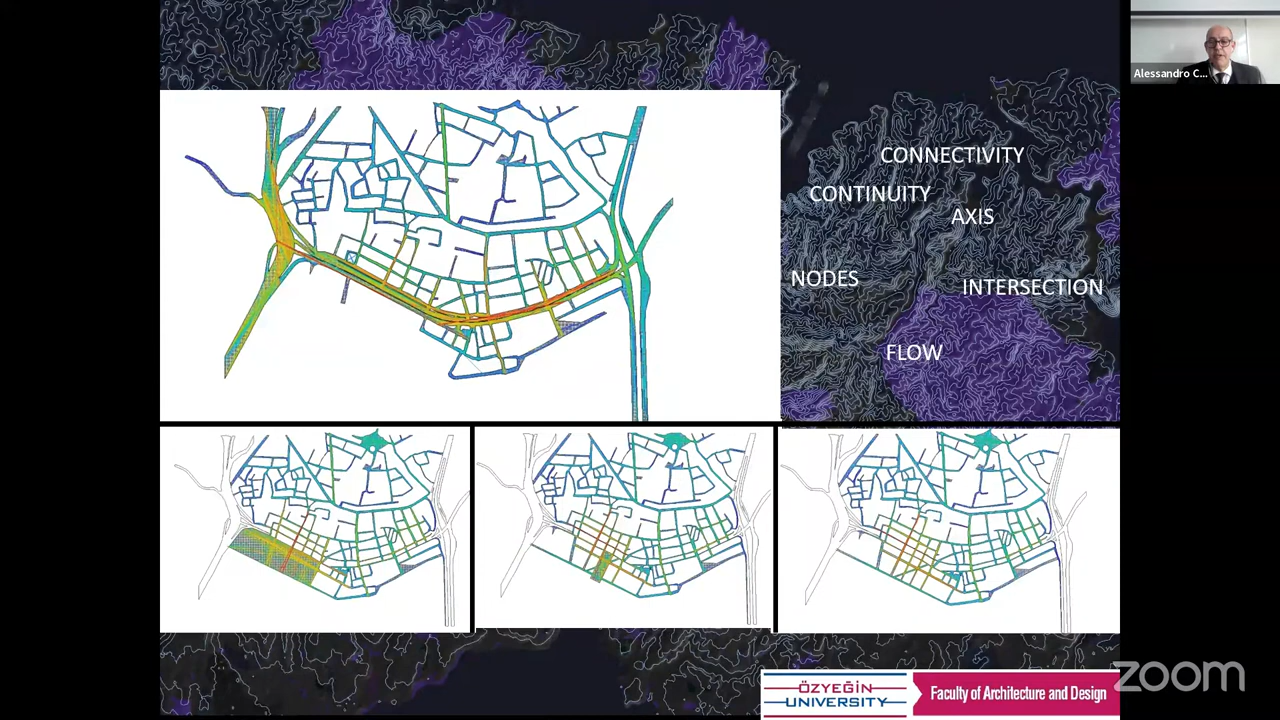 Alessandro C...
CONNECTIVITY
CONTINUITY
AXIS
NODES
INTERSECTION
FLOW
ÖZYEĞİN
UNIVERSITY
Faculty of Architecture and Design
zoom